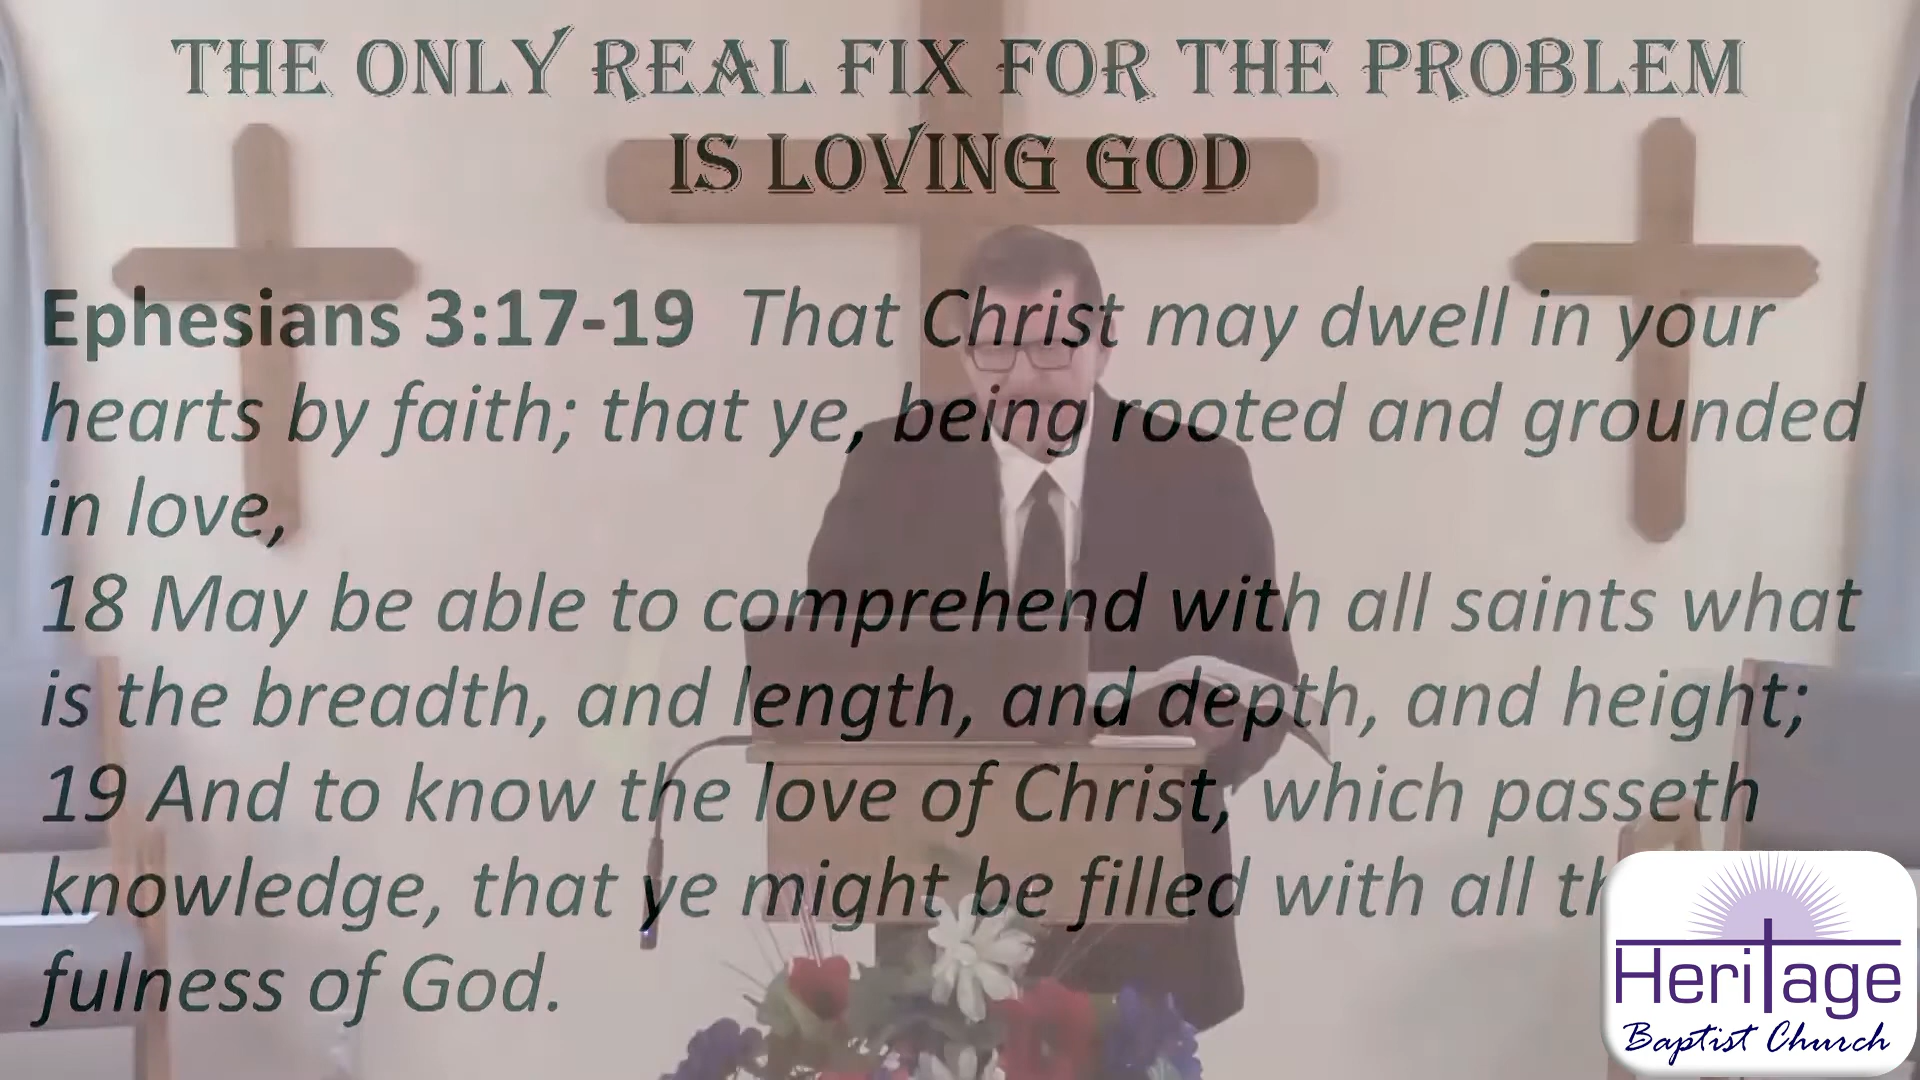 THE ONLY REAL FIX FOR THE PROBLEM
IS LOVING GOD
Ephesians 3:17-19 That Christ may dwell in your
hearts by faith; that ye, being rooted and grounded
in love,
18 May be able to comprehend with all saints what
is the breadth, and length, and depth, and height;
19 And to know the love of Christ, which passeth
knowledge, that ye might be filled with all
fulness of God.
Heritage
Baptist Church